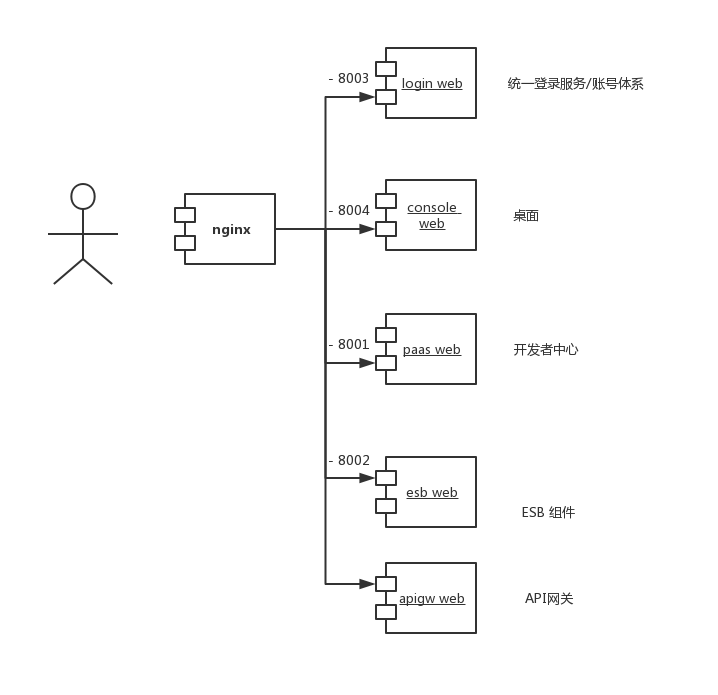 - 8003
login web
统一登录服务/账号体系
- 8004
console
web
桌面
nginx
- 8001
paas web
开发者中心
- 8002
esb web
ESB 组件
apigw web
API网关